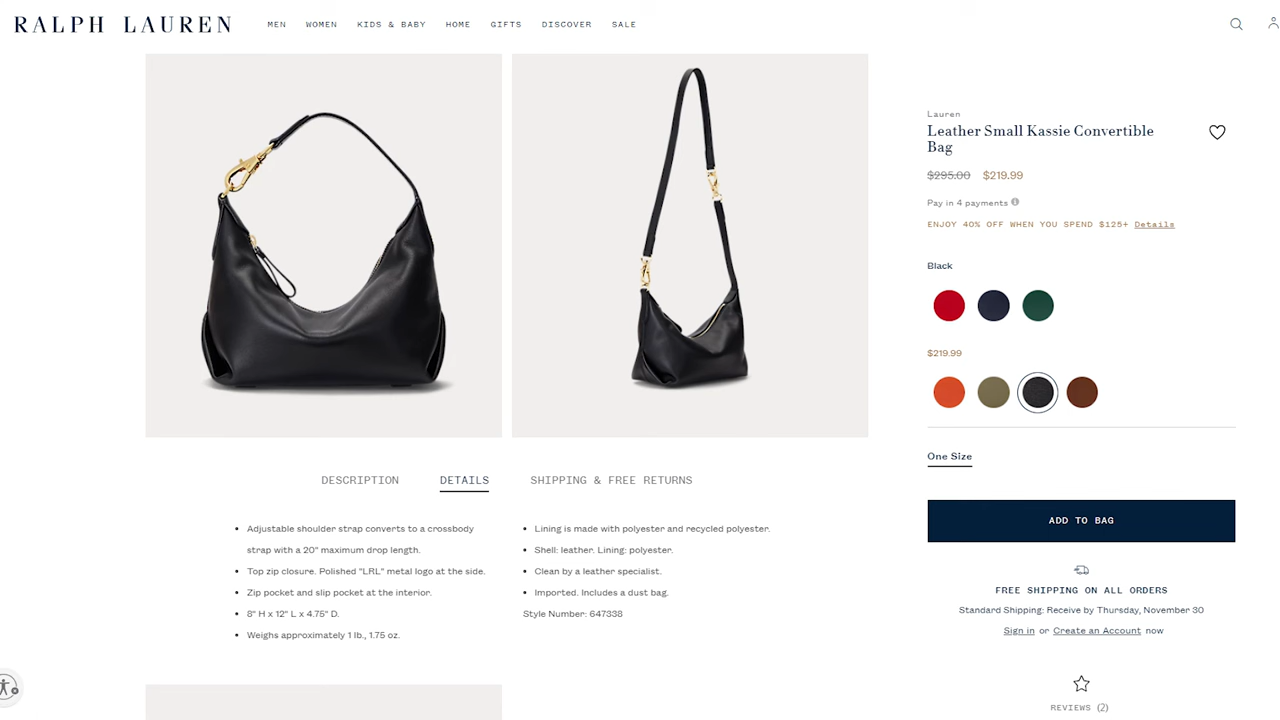 RALPH LAUREN
MEN WOMEN KIDS & BABY HOME GIFTS DISCOVER SALE
Lauren
Leather Small Kassie Convertible
Bag
$295.00 $219.99
Pay in 4 payments
ENJOY 40% OFF WHEN YOU SPEND $125+ Details
Black
$219.99
One Size
ADD TO BAG
FREE SHIPPING ON ALL ORDERS
Standard Shipping: Receive by Thursday, November 30
Sign in or Create an Account now
REVIEWS (2)
DESCRIPTION DETAILS SHIPPING & FREE RETURNS
• Adjustable shoulder strap converts to a crossbody
strap with a 20" maximum drop length.
• Top zip closure. Polished "LRL" metal logo at the side.
• Zip pocket and slip pocket at the interior.
• 8" H x 12" L x 4.75" D.
• Weighs approximately 1 lb., 1.75 oz.
• Lining is made with polyester and recycled polyester.
• Shell: leather. Lining: polyester.
• Clean by a leather specialist.
• Imported. Includes a dust bag.
Style Number: 647338